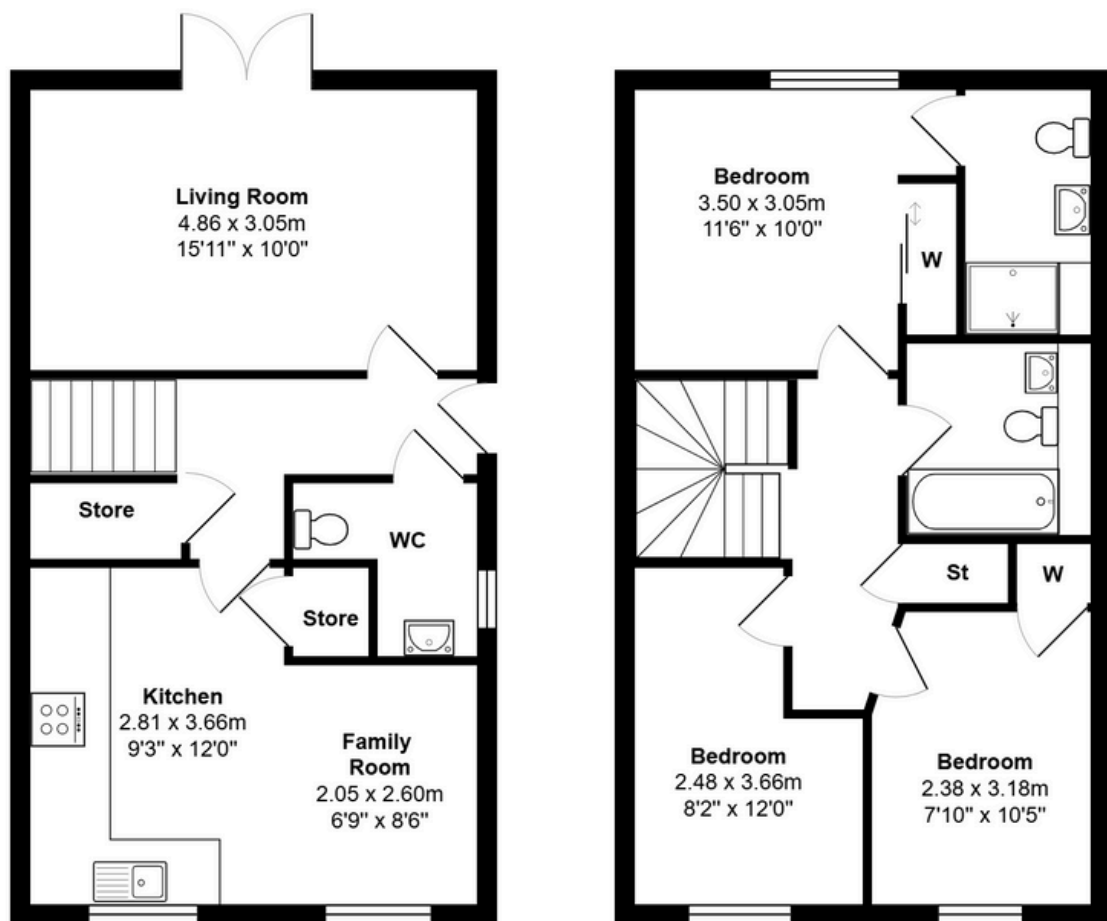 Living Room
4.86 x 3.05m
15'11" x 10'0"
Store
WC
Store
Kitchen
2.81 x 3.66m
9'3" x 12'0"
Family
Room
2.05 x 2.60m
6'9" x 8'6"
Bedroom
3.50 x 3.05m
11'6" x 10'0"
W
St
W
Bedroom
2.48 x 3.66m
8'2" x 12'0"
Bedroom
2.38 x 3.18m
7'10" x 10'5"